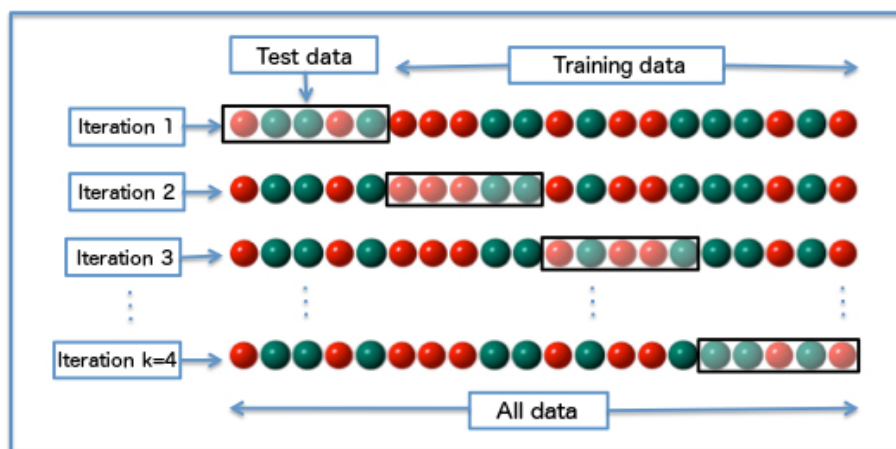 Test data
Training data
Iteration 1
Iteration 2
Iteration 3
Iteration k=4
All data